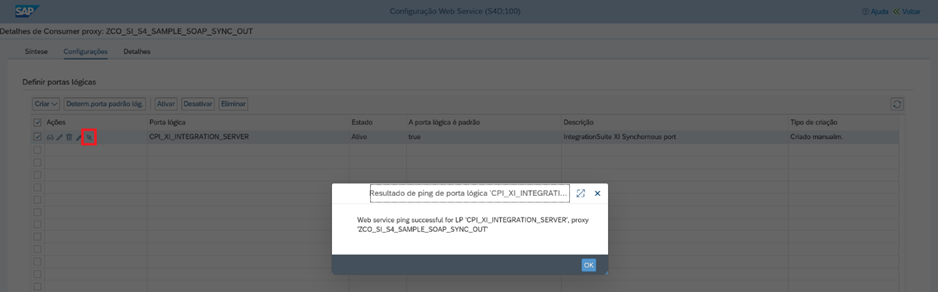 SAP
Configuração Web Service (S4D;100)
Ajuda
Voltar
Detalhes de Consumer proxy: ZCO_SI_S4_SAMPLE_SOAP_SYNC_OUT
Síntese Configurações Detalhes
Definir portas lógicas
Criar Determ.porta padrão lóg. Ativar Desativar Eliminar
Ações Porta lógica Estado A porta lógica é padrão Descrição Tipo de criação
CPI_XI_INTEGRATION_SERVER Ativo true IntegrationSuite XI Synchornous port Criado manualm.
Resultado de ping de porta lógica 'CPI_XI_INTEGRATI...
Web service ping successful for LP 'CPI_XI_INTEGRATION_SERVER', proxy
'ZCO_SI_S4_SAMPLE_SOAP_SYNC_OUT'
OK